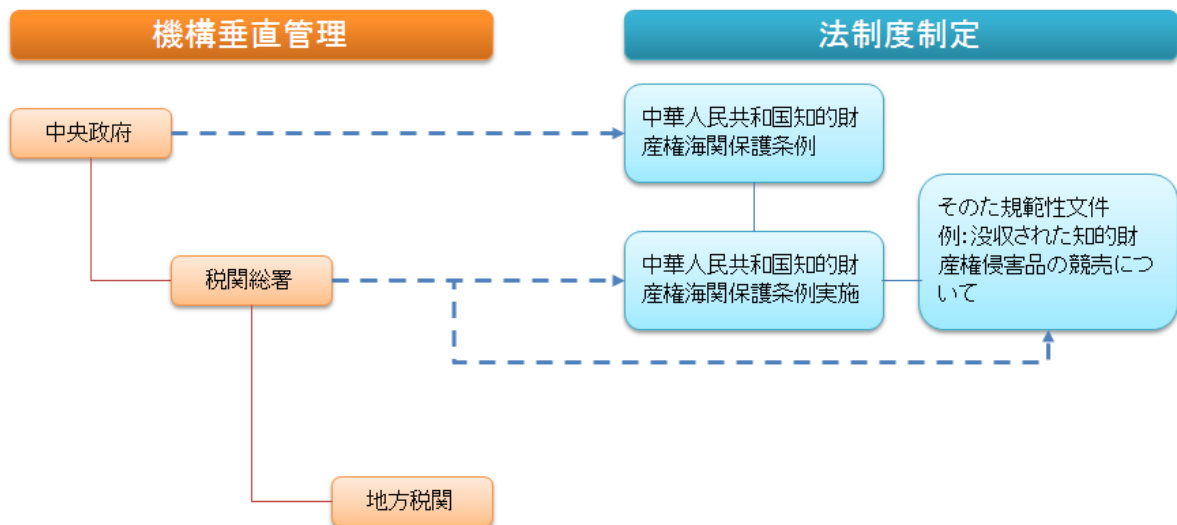 機構垂直管理
法制度制定
中央政府
中華人民共和国知的財
産権海関保護条例
そのた規範性文件
例:没収された知的財
産権侵害品の競売につ
いて
税関総署
中華人民共和国知的財
産権海関保護条例実施
地方税関